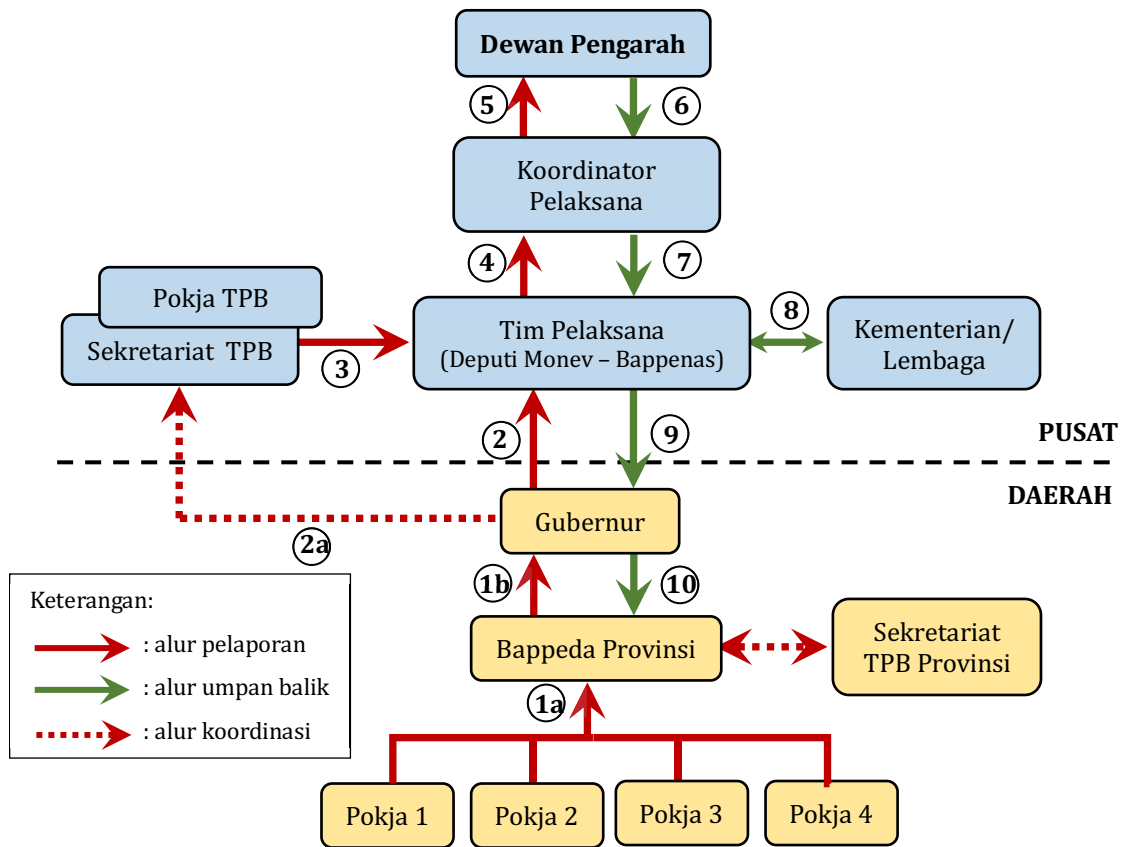 Dewan Pengarah
5
6
Koordinator
Pelaksana
4
7
Pokja TPB
Sekretariat TPB
3
Tim Pelaksana
(Deputi Monev – Bappenas)
8
Kementerian/
Lembaga
2
9
PUSAT
DAERAH
Gubernur
2a
1b
10
Keterangan:
: alur pelaporan
: alur umpan balik
: alur koordinasi
Bappeda Provinsi
Sekretariat
TPB Provinsi
1a
Pokja 1
Pokja 2
Pokja 3
Pokja 4